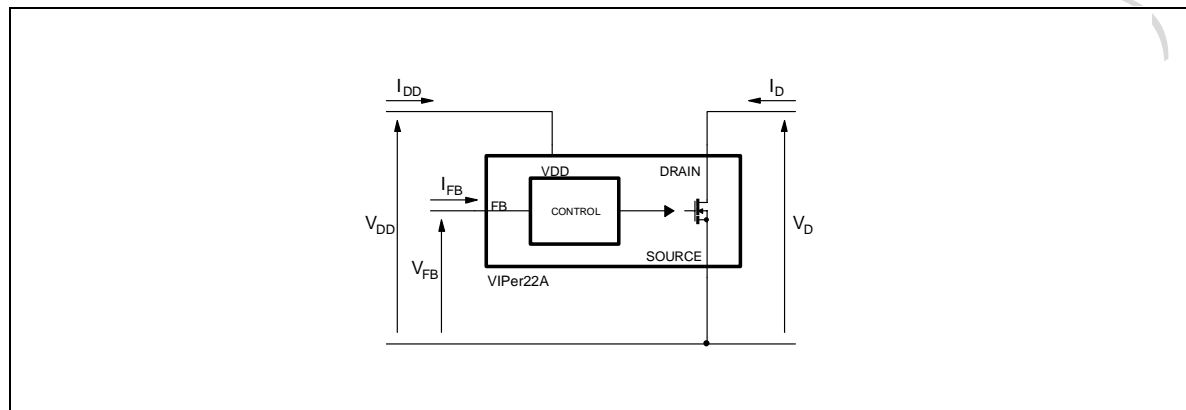 IDD
ID
VDD
DRAIN
IFB
FB
CONTROL
VDD
VD
SOURCE
VFB
VIPer22A